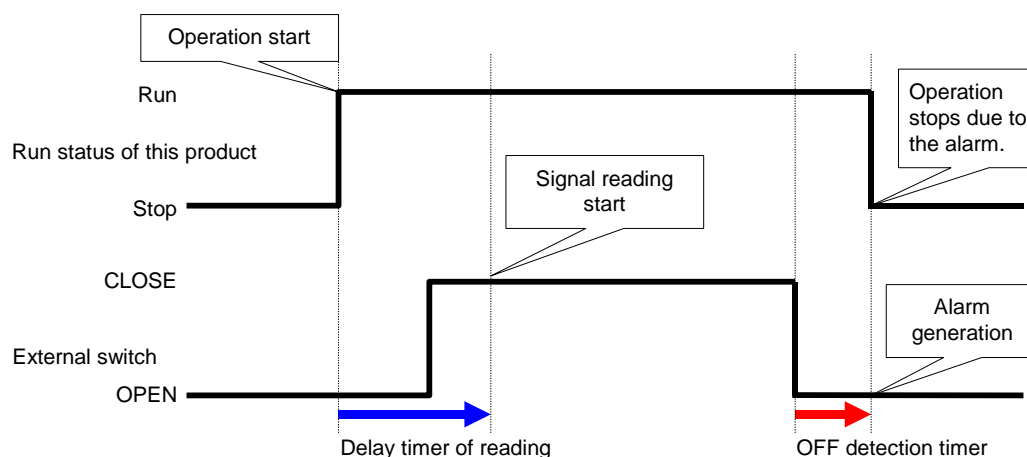 Operation start
Run
Operation
stops due to
the alarm.
Run status of this product
Signal reading
start
Stop
CLOSE
Alarm
generation
External switch
OPEN
Delay timer of reading
OFF detection timer